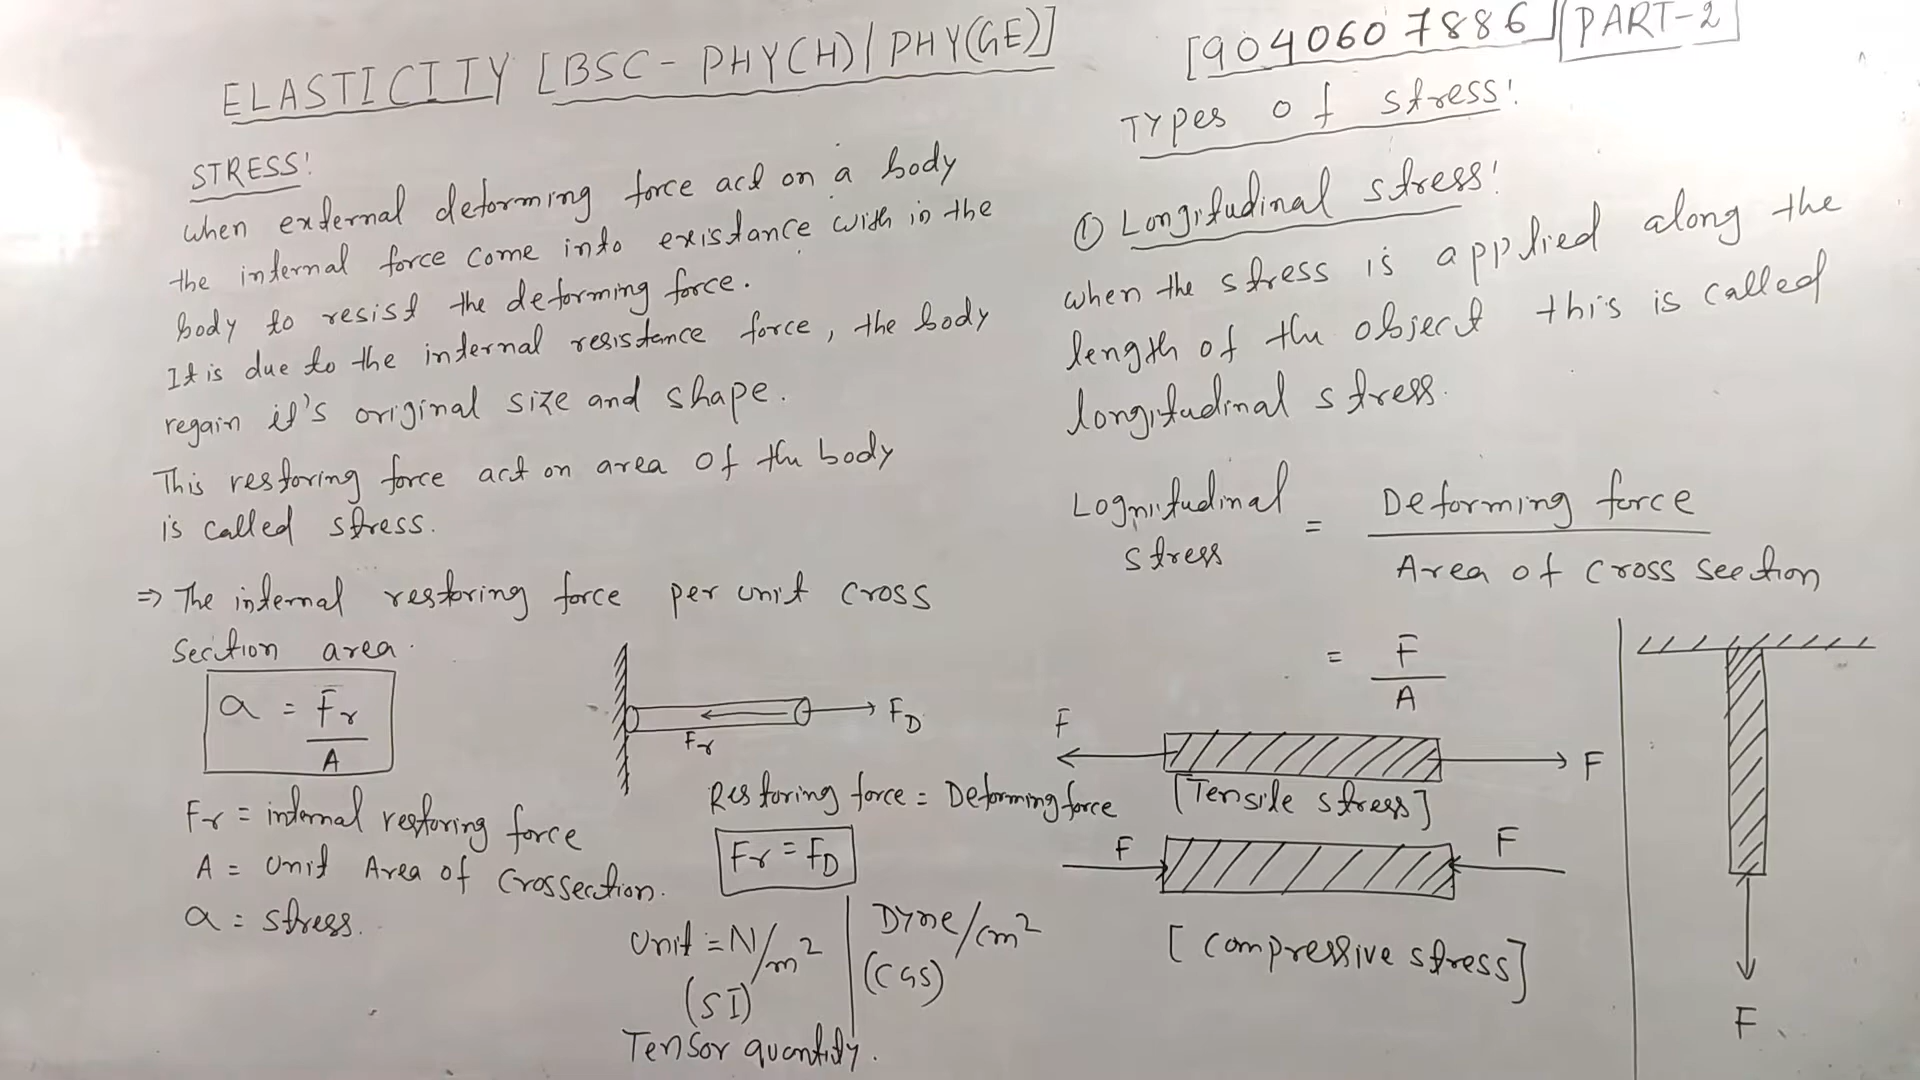 ELASTICITY [BSC - PHY(H) / PHY(GE)]
[9040607886] [PART-2]
STRESS:
When external deforming force act on a body
the internal force come into existance with in the
body to resist the deforming force.
It is due to the internal resistance force, the body
regain it's original size and shape.
This restoring force act on area of the body
is called stress.
⇒ The internal restoring force per unit cross
section area.
a = Fr
A
Fr = internal restoring force
A = Unit Area of Crossection.
a = stress.
Fr
FD
Restoring force = Deforming force
Fr = FD
Unit = N/m²
(SI)
Dyne/cm²
(CGS)
Tensor quantity.
Types of stress:
① Longitudinal stress:
when the stress is applied along the
length of the object this is called
longitudinal stress.
Lognitudinal
stress
= Deforming force
Area of cross section
= F
A
F
F
[Tensile stress]
F
F
[Compressive stress]
F